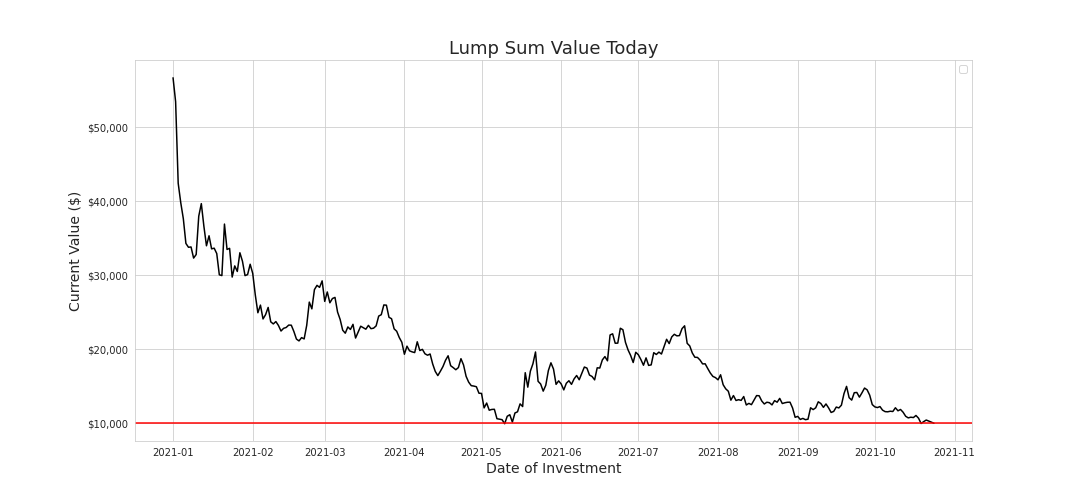 Lump Sum Value Today
Current Value ($)
$50,000
$40,000
$30,000
$20,000
$10,000
2021-01 2021-02 2021-03 2021-04 2021-05 2021-06 2021-07 2021-08 2021-09 2021-10 2021-11
Date of Investment